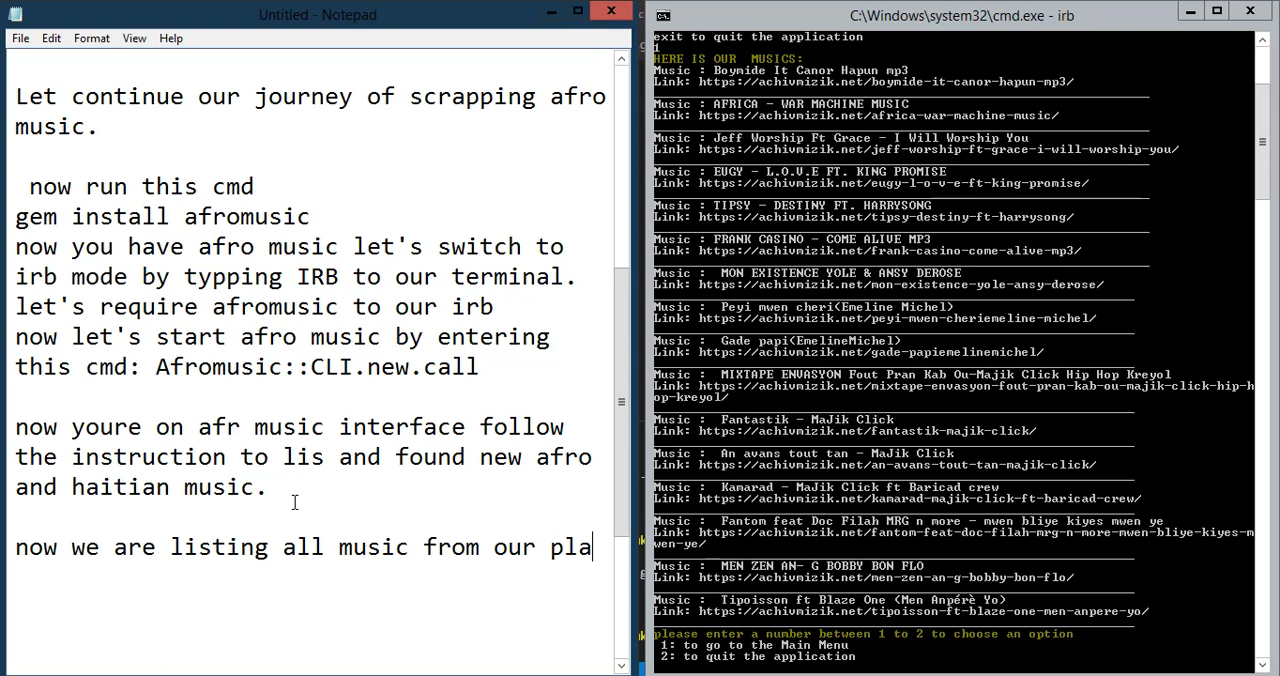 Untitled - Notepad
File Edit Format View Help
Let continue our journey of scrapping afro
music.
now run this cmd
gem install afromusic
now you have afro music let's switch to
irb mode by typping IRB to our terminal.
let's require afromusic to our irb
now let's start afro music by entering
this cmd: Afromusic::CLI.new.call
now youre on afr music interface follow
the instruction to lis and found new afro
and haitian music.
now we are listing all music from our pla
C:\Windows\system32\cmd.exe - irb
exit to quit the application
1
HERE IS OUR  MUSICS:
Music : Boymide It Canor Hapun mp3
Link: https://achivmizik.net/boymide-it-canor-hapun-mp3/
Music : AFRICA – WAR MACHINE MUSIC
Link: https://achivmizik.net/africa-war-machine-music/
Music : Jeff Worship Ft Grace – I Will Worship You
Link: https://achivmizik.net/jeff-worship-ft-grace-i-will-worship-you/
Music : EUGY – L.O.V.E FT. KING PROMISE
Link: https://achivmizik.net/eugy-l-o-v-e-ft-king-promise/
Music : TIPSY – DESTINY FT. HARRYSONG
Link: https://achivmizik.net/tipsy-destiny-ft-harrysong/
Music : FRANK CASINO – COME ALIVE MP3
Link: https://achivmizik.net/frank-casino-come-alive-mp3/
Music :  MON EXISTENCE YOLE & ANSY DEROSE
Link: https://achivmizik.net/mon-existence-yole-ansy-derose/
Music :  Peyi mwen cheri(Emeline Michel)
Link: https://achivmizik.net/peyi-mwen-cheriemeline-michel/
Music :  Gade papi(EmelineMichel)
Link: https://achivmizik.net/gade-papiemelinemichel/
Music :  MIXTAPE ENVASYON Fout Pran Kab Ou-Majik Click Hip Hop Kreyol
Link: https://achivmizik.net/mixtape-envasyon-fout-pran-kab-ou-majik-click-hip-h
op-kreyol/
Music :  Fantastik – MaJik Click
Link: https://achivmizik.net/fantastik-majik-click/
Music :  An avans tout tan – MaJik Click
Link: https://achivmizik.net/an-avans-tout-tan-majik-click/
Music :  Kamarad – MaJik Click ft Baricad crew
Link: https://achivmizik.net/kamarad-majik-click-ft-baricad-crew/
Music :  Fantom feat Doc Filah MRG n more – mwen bliye kiyes mwen ye
Link: https://achivmizik.net/fantom-feat-doc-filah-mrg-n-more-mwen-bliye-kiyes-m
wen-ye/
Music :  MEN ZEN AN– G BOBBY BON FLO
Link: https://achivmizik.net/men-zen-an-g-bobby-bon-flo/
Music :  Tipoisson ft Blaze One (Men Anpérè Yo)
Link: https://achivmizik.net/tipoisson-ft-blaze-one-men-anpere-yo/
please enter a number between 1 to 2 to choose an option
1: to go to the Main Menu
2: to quit the application